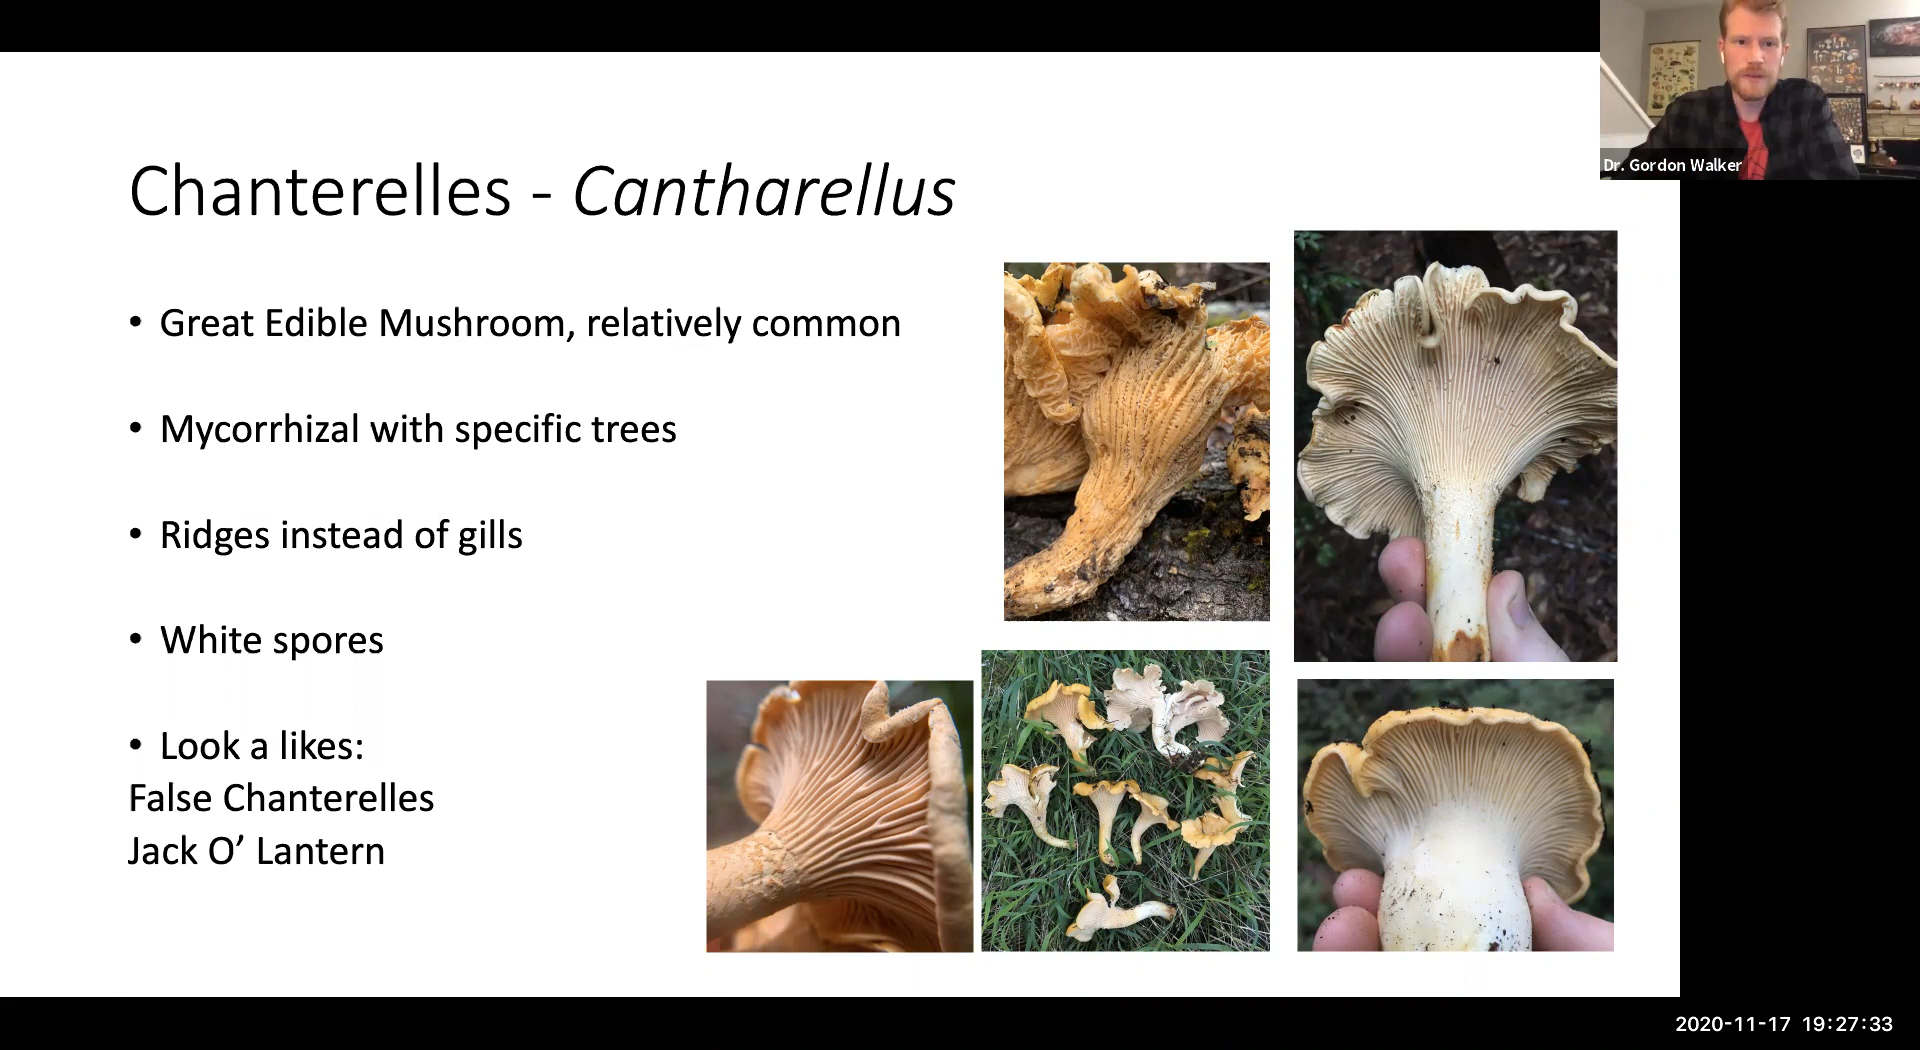 Dr. Gordon Walker
Chanterelles - Cantharellus
• Great Edible Mushroom, relatively common
• Mycorrhizal with specific trees
• Ridges instead of gills
• White spores
• Look a likes:
False Chanterelles
Jack O’ Lantern
2020-11-17 19:27:33